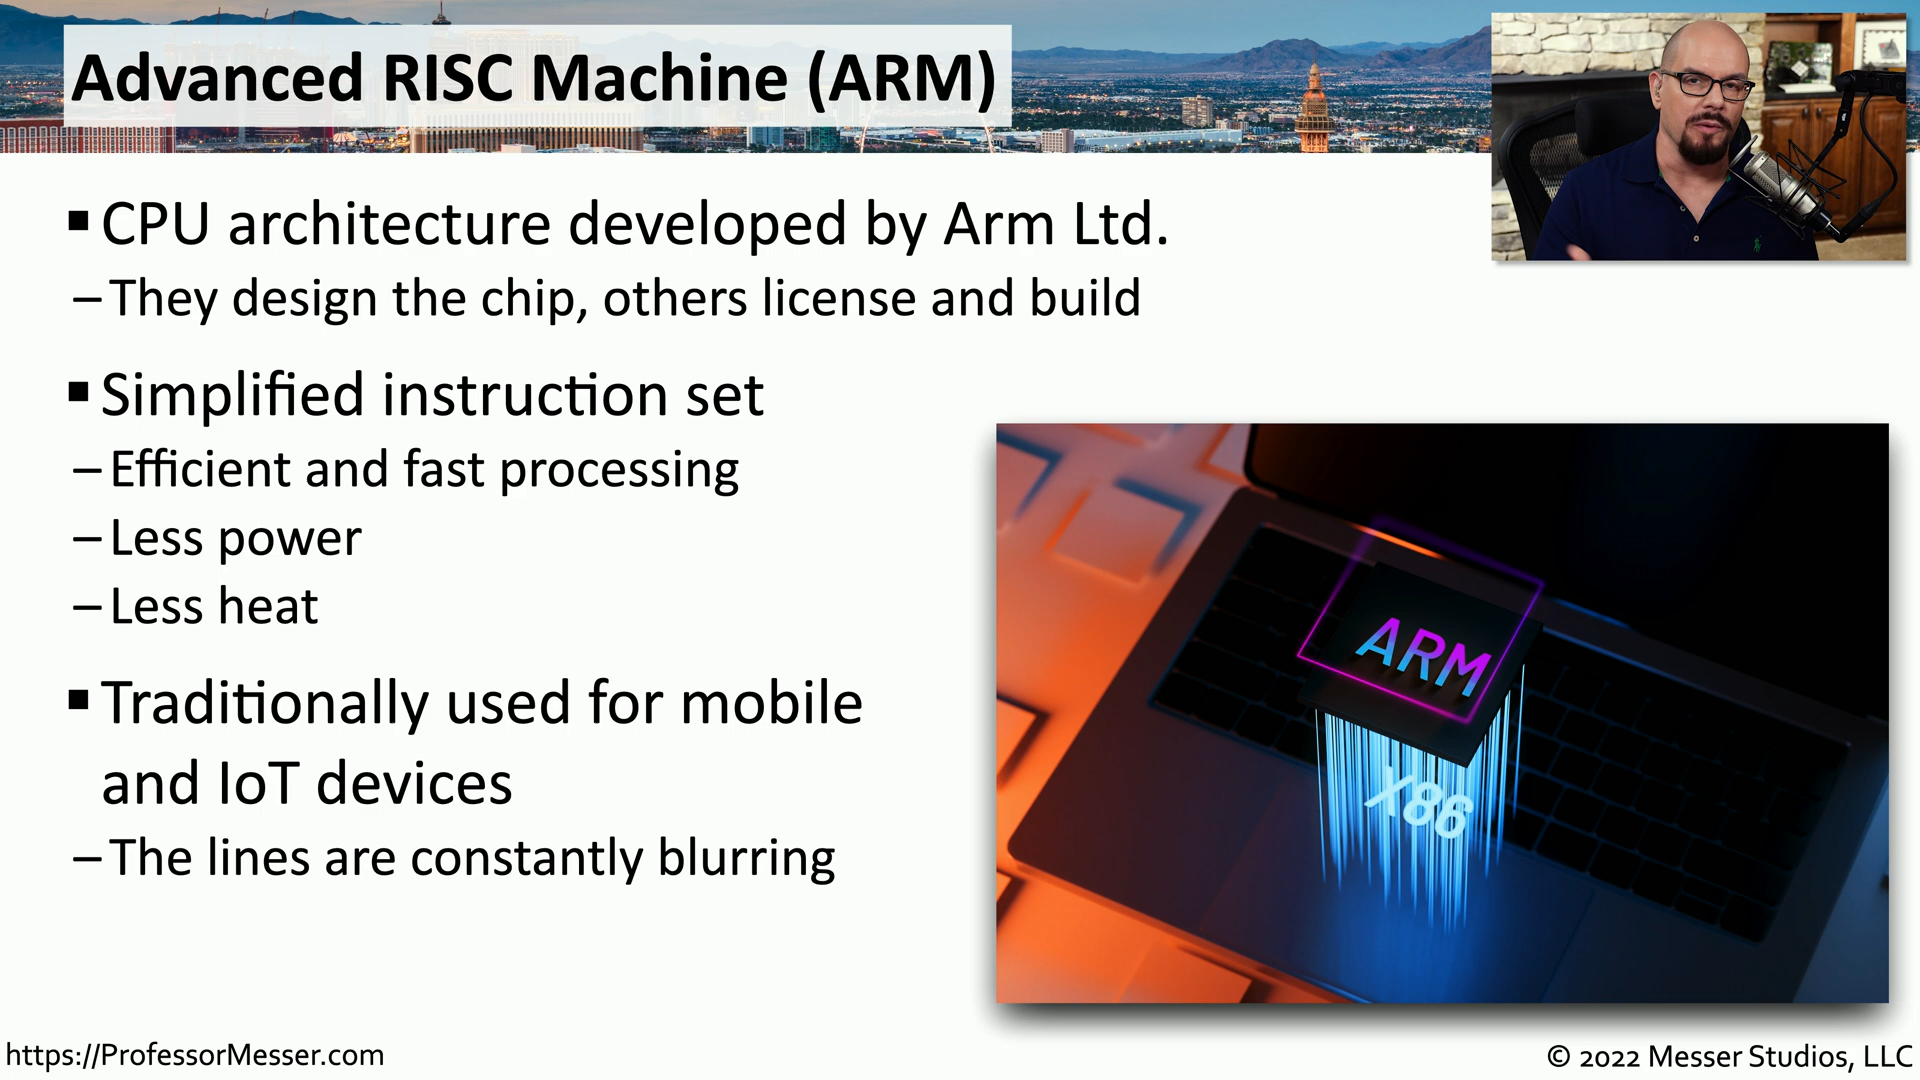 Advanced RISC Machine (ARM)
▪ CPU architecture developed by Arm Ltd.
– They design the chip, others license and build
▪ Simplified instruction set
– Efficient and fast processing
– Less power
– Less heat
▪ Traditionally used for mobile
and IoT devices
– The lines are constantly blurring
ARM
X86
https://ProfessorMesser.com
© 2022 Messer Studios, LLC